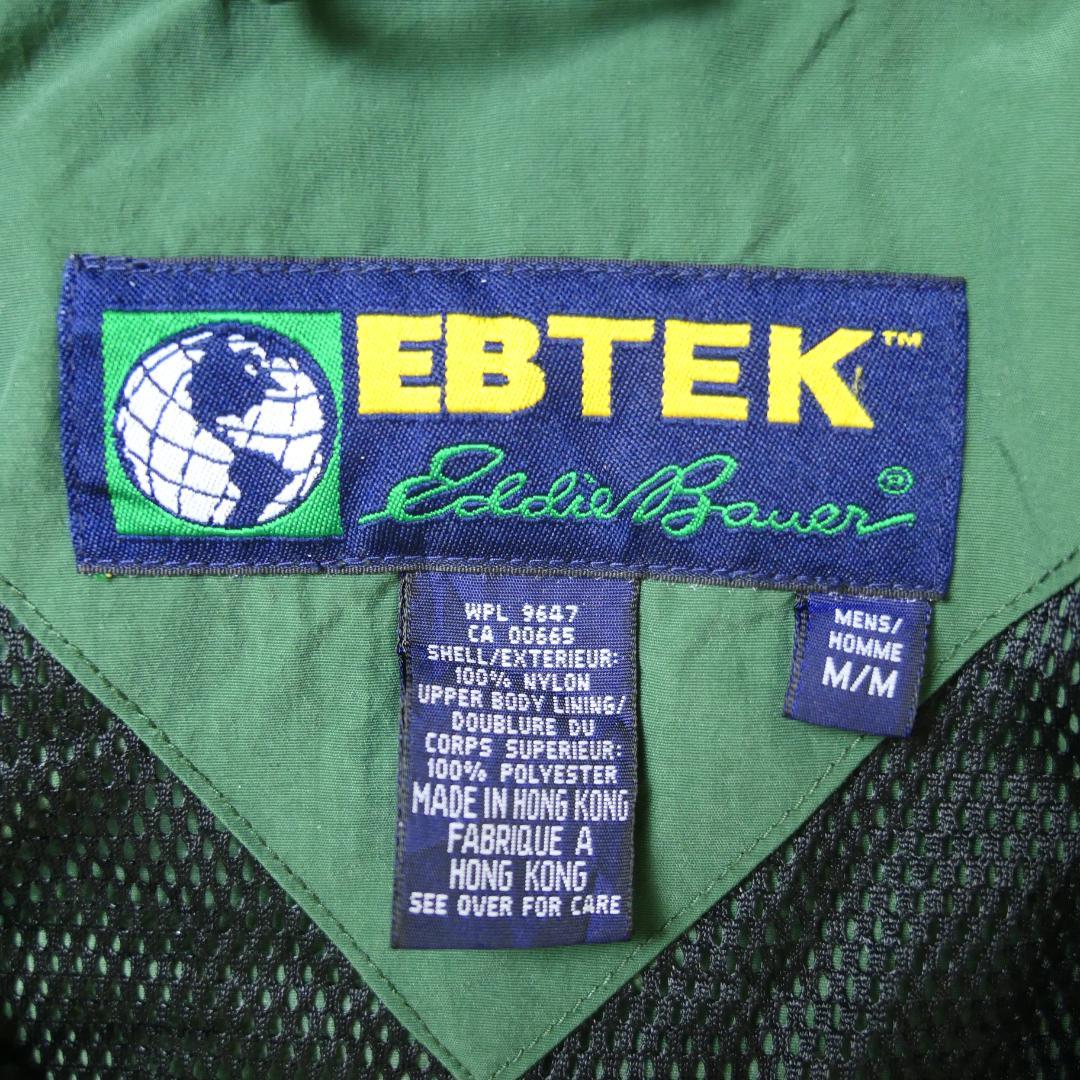 EBTEK™
Eddie Bauer®
WPL 9647
CA 00665
SHELL/EXTERIEUR:
100% NYLON
UPPER BODY LINING/
DOUBLURE DU
CORPS SUPERIEUR:
100% POLYESTER
MADE IN HONG KONG
FABRIQUE A
HONG KONG
SEE OVER FOR CARE
MENS/
HOMME
M/M